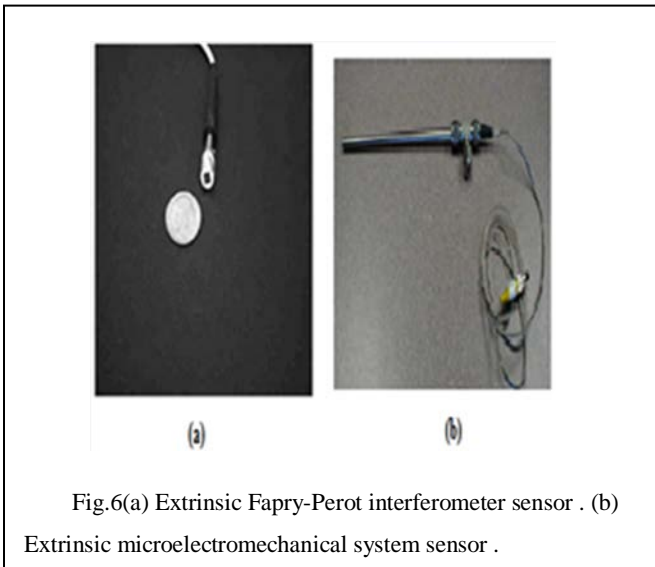 (a)
(b)
Fig.6(a) Extrinsic Fapry-Perot interferometer sensor . (b)
Extrinsic microelectromechanical system sensor .